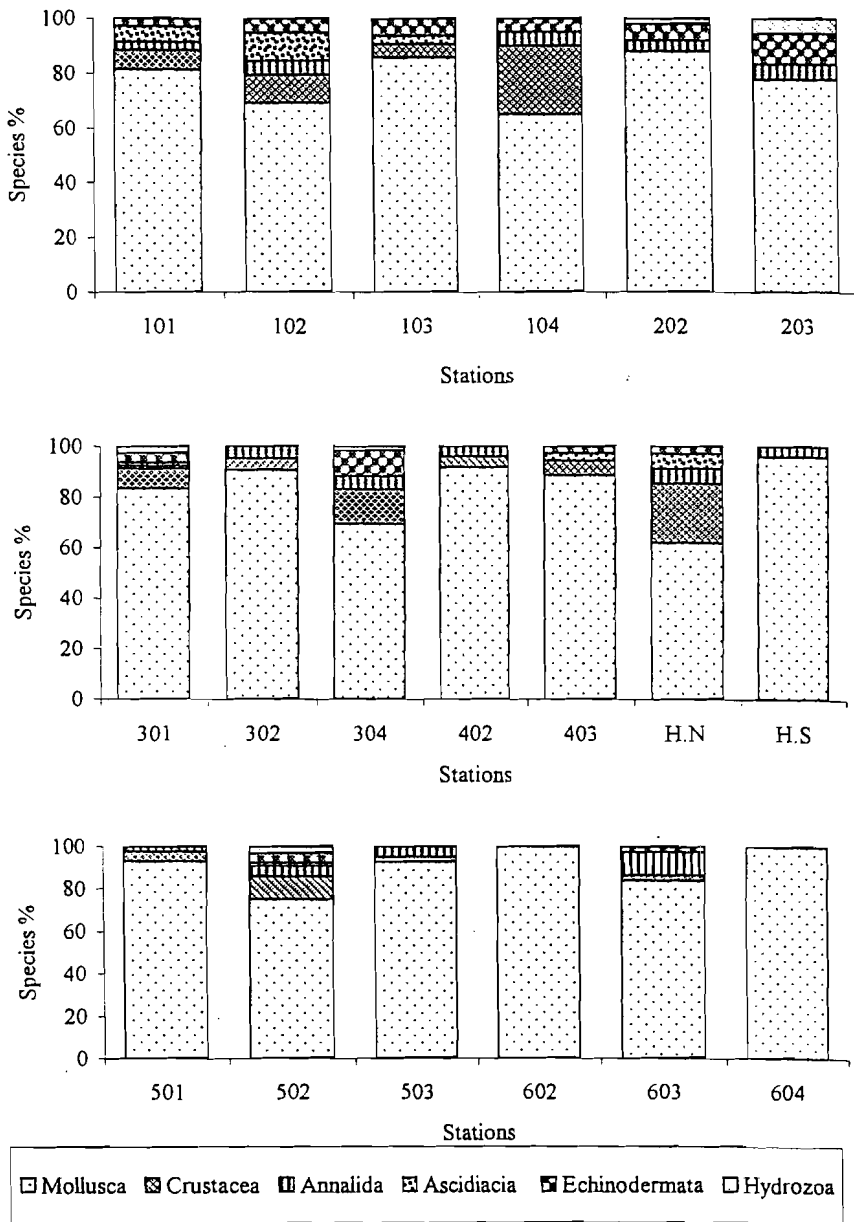 Species %
100
80
60
40
20
0
101 102 103 104 202 203
Stations
Species %
100
80
60
40
20
0
301 302 304 402 403 H.N H.S
Stations
Species %
100
80
60
40
20
0
501 502 503 602 603 604
Stations
Mollusca Crustacea Annalida Ascidiacia Echinodermata Hydrozoa